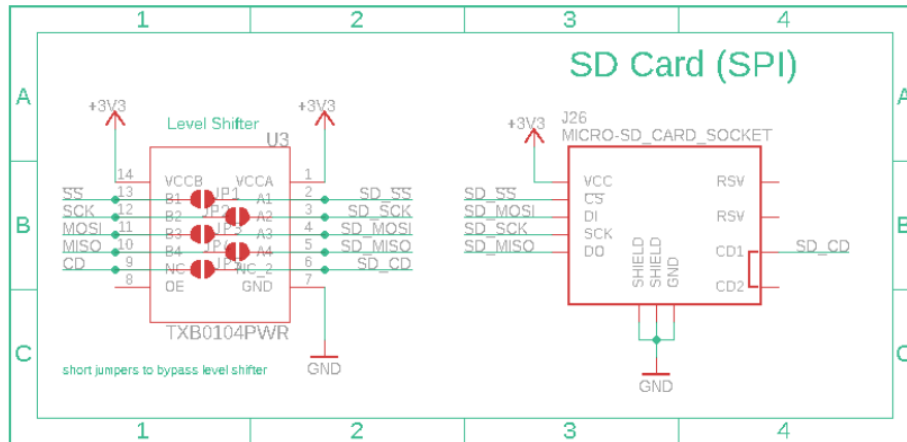 1 2 3 4
SD Card (SPI)
A A
+3V3 +3V3 +3V3 J26
Level Shifter MICRO-SD_CARD_SOCKET
U3
14 VCCB VCCA 1 VCC RSV
SS 13 B1 JP1 A1 2 SD_SS SD_SS CS
SCK 12 B2 JP2 A2 3 SD_SCK SD_MOSI DI RSV
B B
MOSI 11 B3 JP3 A3 4 SD_MOSI SD_SCK SCK
MISO 10 B4 JP4 A4 5 SD_MISO SD_MISO DO CD1 SD_CD
CD 9 NC NC_2 6 SD_CD
8 OE GND 7 SHIELD SHIELD GND CD2
TXB0104PWR
C C
short jumpers to bypass level shifter GND GND
1 2 3 4